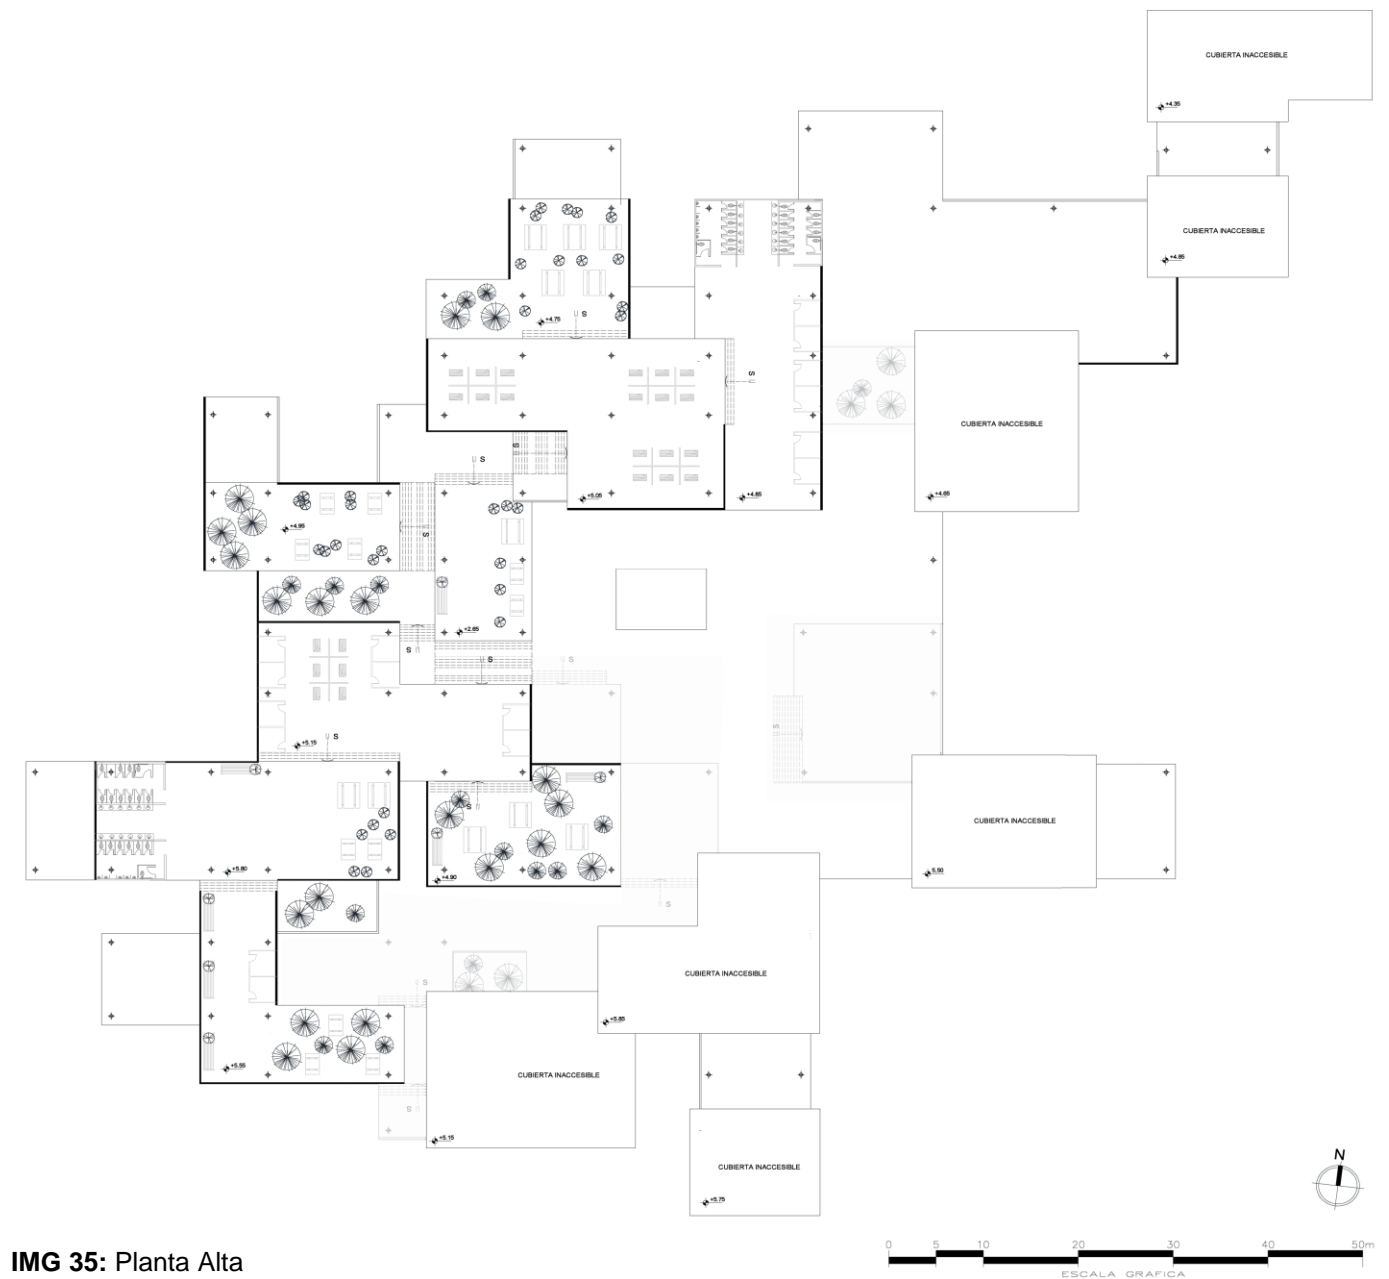 CUBIERTA INACCESIBLE
+4.35
CUBIERTA INACCESIBLE
+4.85
S
+4.75
S
CUBIERTA INACCESIBLE
S
S
+5.05
+4.85
+4.65
+4.95
S
+2.65
S
S
S
S
S
+5.15
S
CUBIERTA INACCESIBLE
+5.80
+4.90
5.50
S
CUBIERTA INACCESIBLE
S
+5.85
+5.55
CUBIERTA INACCESIBLE
S
+5.15
CUBIERTA INACCESIBLE
+5.75
N
IMG 35: Planta Alta
0 5 10 20 30 40 50m
ESCALA GRAFICA